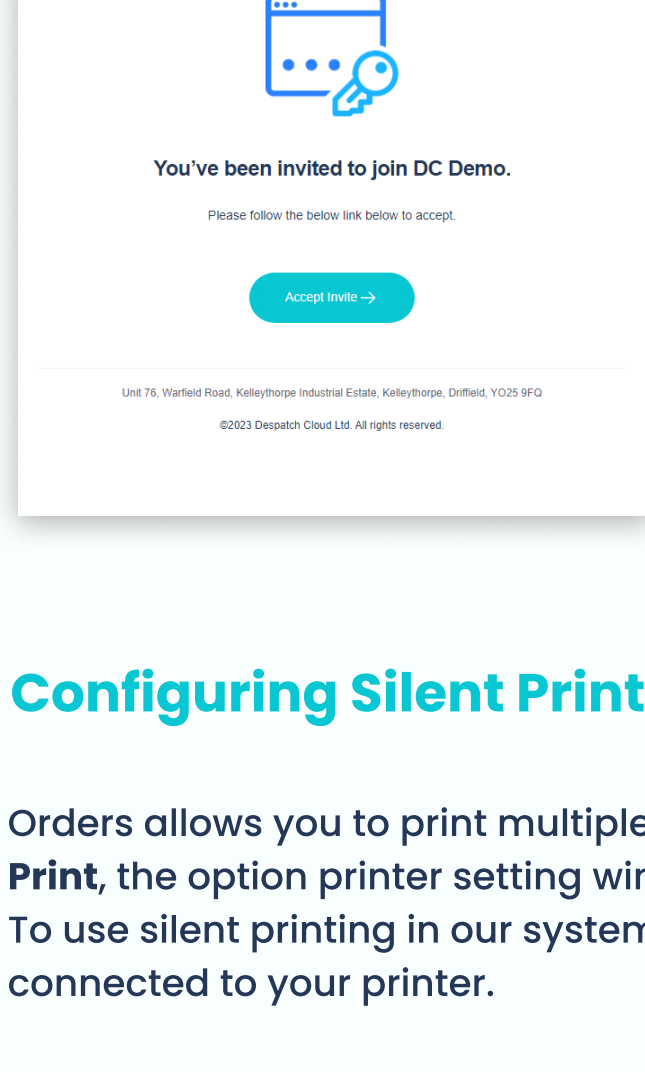 You’ve been invited to join DC Demo.
Please follow the below link below to accept.
Accept Invite
Unit 76, Warfield Road, Kelleythorpe Industrial Estate, Kelleythorpe, Driffield, YO25 9FQ
©2023 Despatch Cloud Ltd. All rights reserved.
Configuring Silent Print
Orders allows you to print multiple
Print, the option printer setting
To use silent printing in our system
connected to your printer.